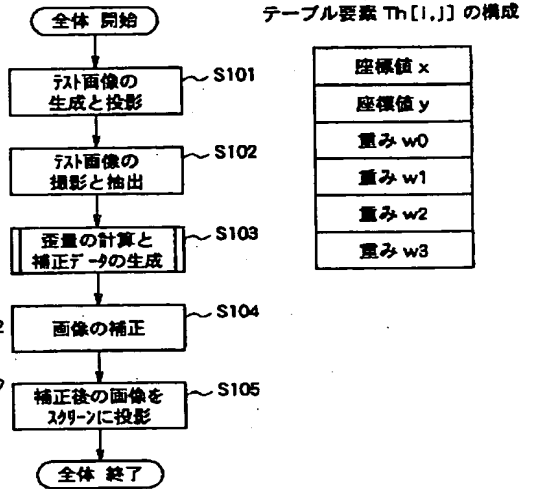 全体 開始
テスト画像の
生成と投影
S101
テスト画像の
撮影と抽出
S102
歪量の計算と
補正データの生成
S103
画像の補正
S104
補正後の画像を
スクリーンに投影
S105
全体 終了
テーブル要素 Th[i,j] の構成
座標値 x
座標値 y
重み w0
重み w1
重み w2
重み w3